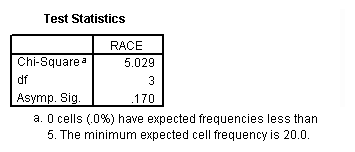 Test Statistics
RACE
Chi-Square a 5.029
df 3
Asymp. Sig. .170
a. 0 cells (.0%) have expected frequencies less than
5. The minimum expected cell frequency is 20.0.